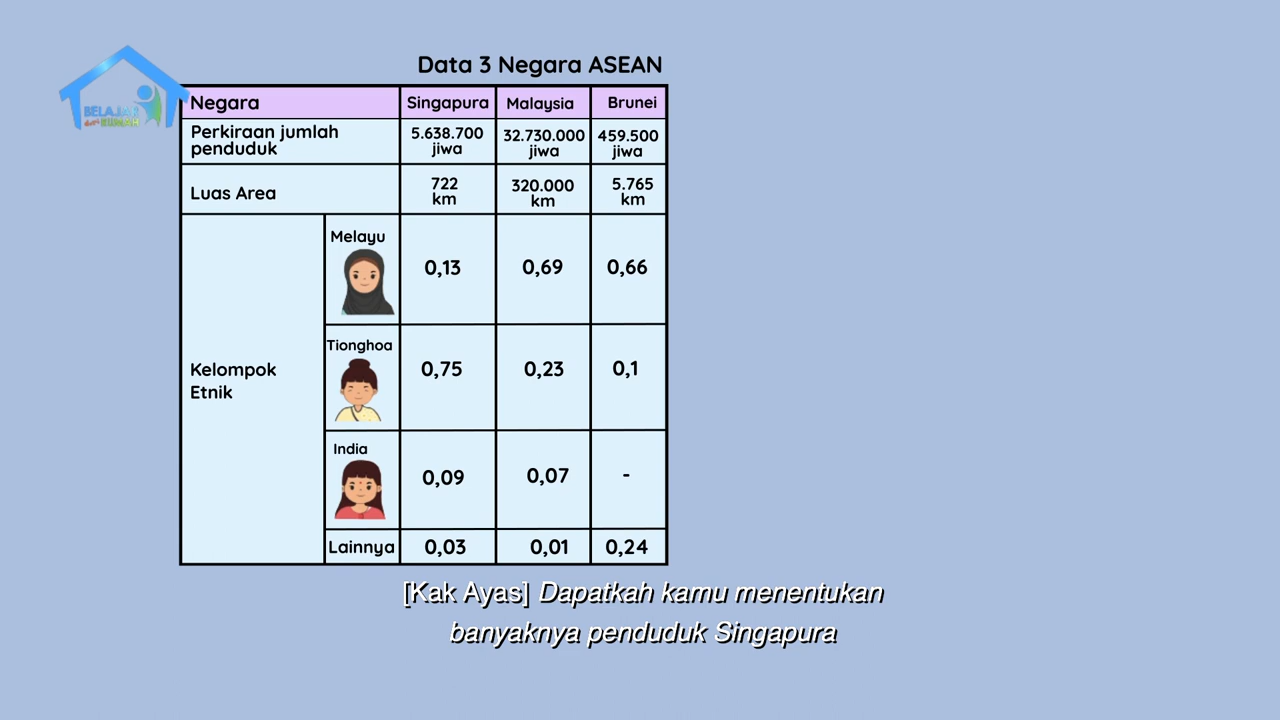 Data 3 Negara ASEAN
BELAJAR
dari RUMAH
Negara Singapura Malaysia Brunei
Perkiraan jumlah penduduk 5.638.700 jiwa 32.730.000 jiwa 459.500 jiwa
Luas Area 722 km 320.000 km 5.765 km
Kelompok Etnik
Melayu 0,13 0,69 0,66
Tionghoa 0,75 0,23 0,1
India 0,09 0,07 -
Lainnya 0,03 0,01 0,24
[Kak Ayas] Dapatkah kamu menentukan
banyaknya penduduk Singapura